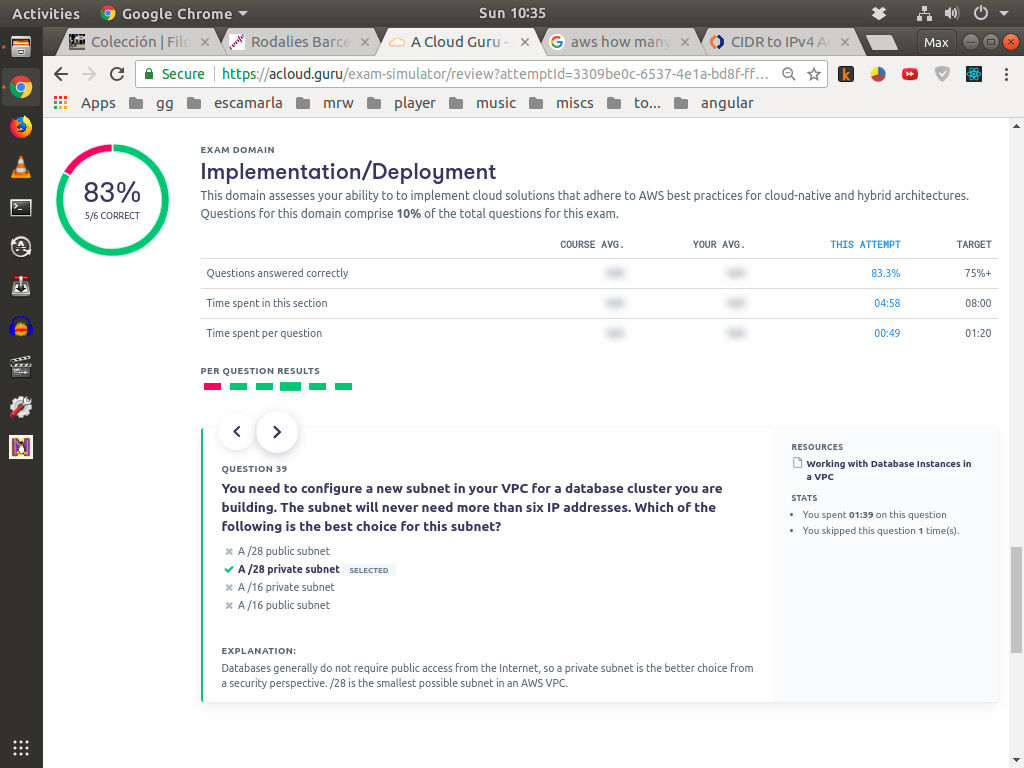 Activities Google Chrome Sun 10:35
Colección | Filo Rodalies Barce A Cloud Guru - aws how many CIDR to IPv4 A Max
Secure https://acloud.guru/exam-simulator/review?attemptId=3309be0c-6537-4e1a-bd8f-ff...
Apps gg escamarla mrw player music miscs to... angular
EXAM DOMAIN
Implementation/Deployment
83%
5/6 CORRECT
This domain assesses your ability to to implement cloud solutions that adhere to AWS best practices for cloud-native and hybrid architectures.
Questions for this domain comprise 10% of the total questions for this exam.
COURSE AVG. YOUR AVG. THIS ATTEMPT TARGET
Questions answered correctly 83.3% 75%+
Time spent in this section 04:58 08:00
Time spent per question 00:49 01:20
PER QUESTION RESULTS
QUESTION 39
You need to configure a new subnet in your VPC for a database cluster you are
building. The subnet will never need more than six IP addresses. Which of the
following is the best choice for this subnet?
A /28 public subnet
A /28 private subnet SELECTED
A /16 private subnet
A /16 public subnet
EXPLANATION:
Databases generally do not require public access from the Internet, so a private subnet is the better choice from
a security perspective. /28 is the smallest possible subnet in an AWS VPC.
RESOURCES
Working with Database Instances in
a VPC
STATS
You spent 01:39 on this question
You skipped this question 1 time(s).